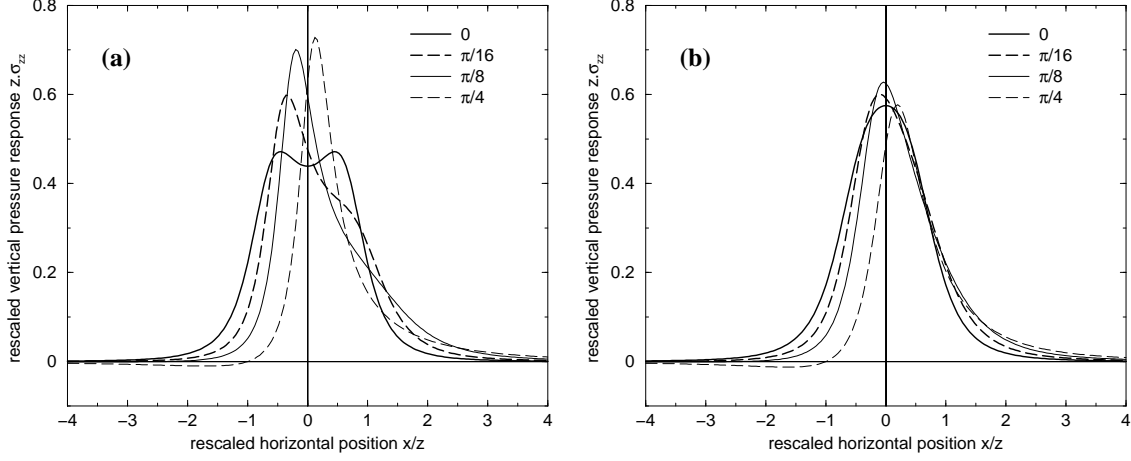 (a)
0
π/16
π/8
π/4
0.8
0.6
0.4
0.2
0
−4 −3 −2 −1 0 1 2 3 4
rescaled horizontal position x/z
rescaled vertical pressure response z.σzz
(b)
0
π/16
π/8
π/4
0.8
0.6
0.4
0.2
0
−4 −3 −2 −1 0 1 2 3 4
rescaled horizontal position x/z
rescaled vertical pressure response z.σzz